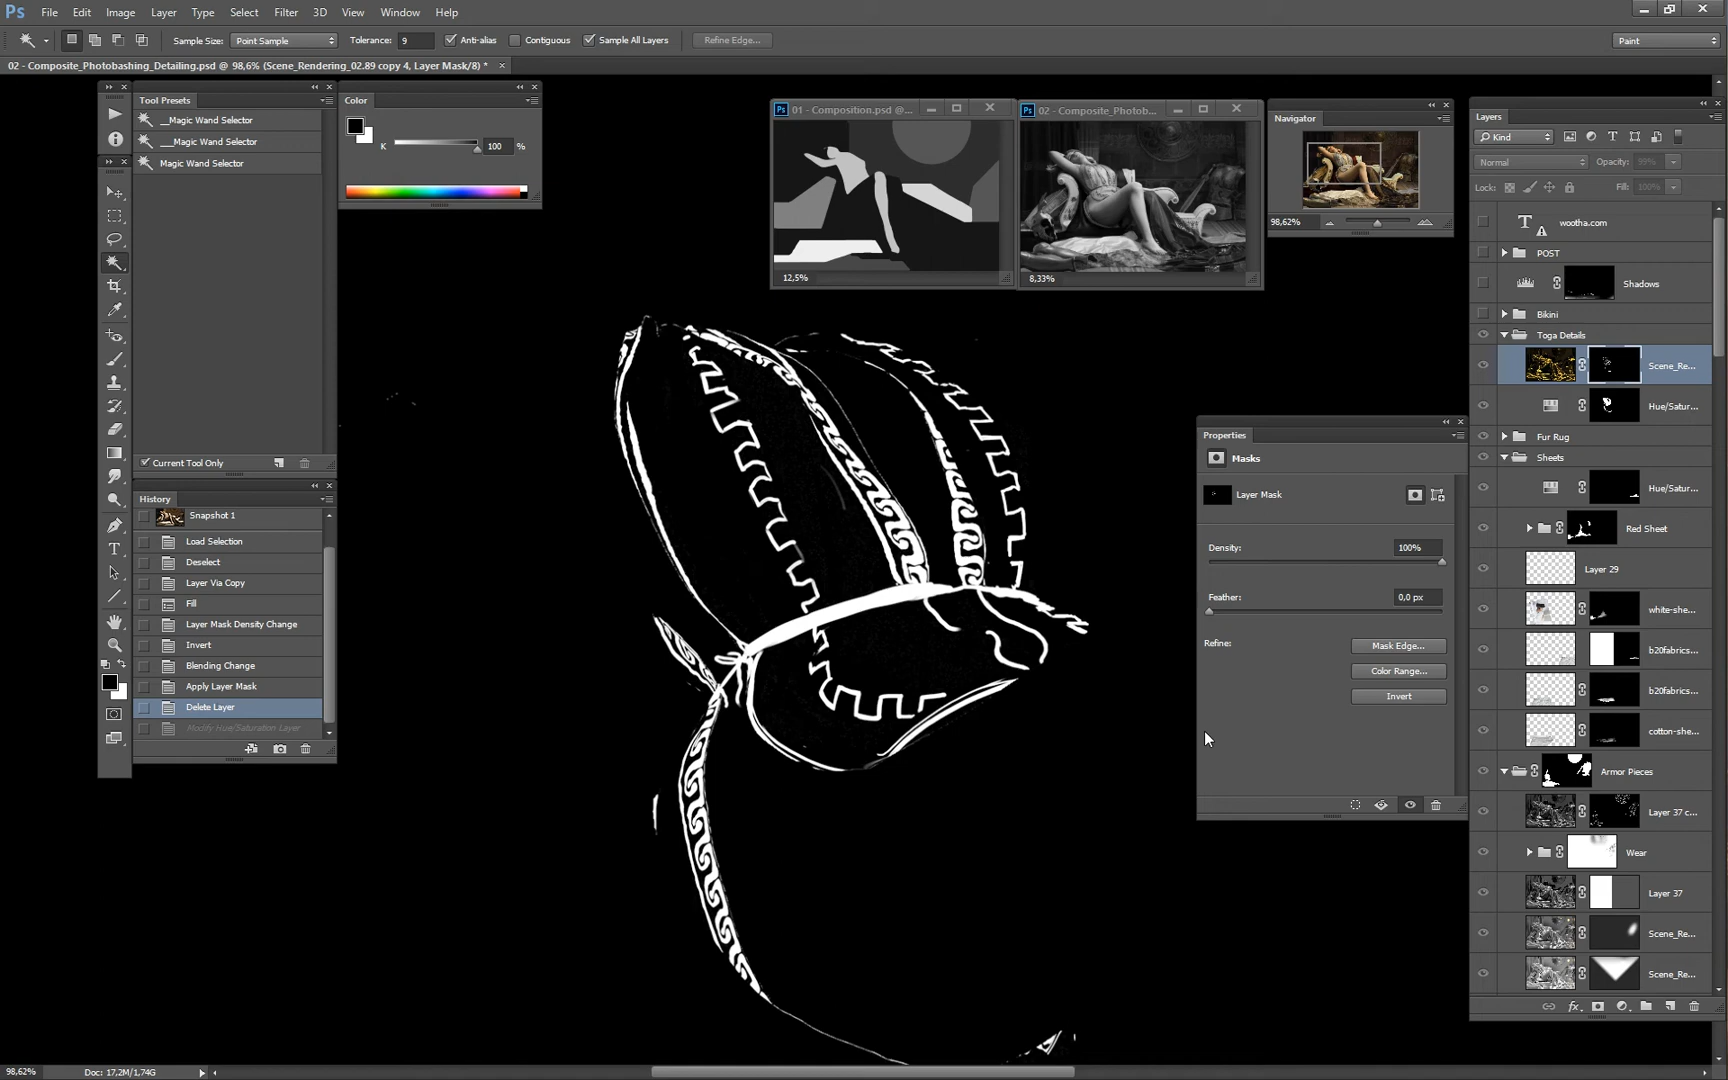 Ps File Edit Image Layer Type Select Filter 3D View Window Help
Sample Size: Point Sample Tolerance: 9 Anti-alias Contiguous Sample All Layers Refine Edge... Paint
02 - Composite_Photobashing_Detailing.psd @ 98,6% (Scene_Rendering_02.89 copy 4, Layer Mask/8) *
Tool Presets
__Magic Wand Selector
___Magic Wand Selector
Magic Wand Selector
Current Tool Only
History
Snapshot 1
Load Selection
Deselect
Layer Via Copy
Fill
Layer Mask Density Change
Invert
Blending Change
Apply Layer Mask
Delete Layer
Modify Hue/Saturation Layer
Color
K 100 %
Ps 01 - Composition.psd @...
12,5%
Ps 02 - Composite_Photob...
8,33%
Navigator
98,62%
Properties
Masks
Layer Mask
Density: 100%
Feather: 0,0 px
Refine:
Mask Edge...
Color Range...
Invert
Layers
Kind
Normal Opacity: 99%
Lock: Fill: 100%
T wootha.com
POST
Shadows
Bikini
Toga Details
Scene_Re...
Hue/Satur...
Fur Rug
Sheets
Hue/Satur...
Red Sheet
Layer 29
white-she...
b20fabrics...
b20fabrics...
cotton-she...
Armor Pieces
Layer 37 c...
Wear
Layer 37
Scene_Re...
Scene_Re...
98,62% Doc: 17,2M/1,74G